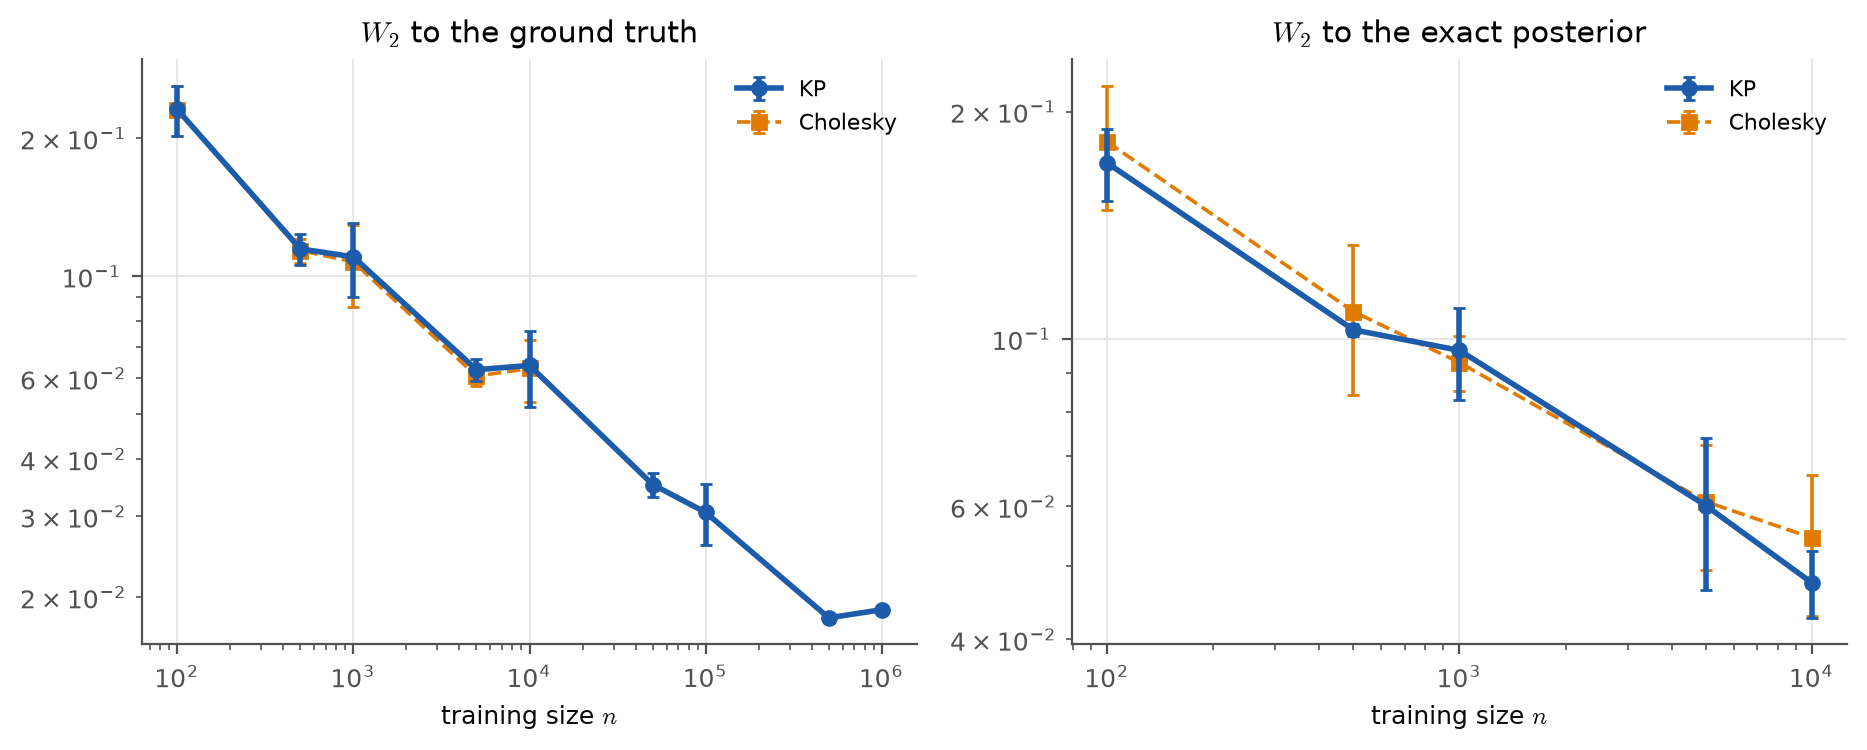 W₂ to the ground truth
KP
Cholesky
2 × 10⁻¹
10⁻¹
6 × 10⁻²
4 × 10⁻²
3 × 10⁻²
2 × 10⁻²
10²
10³
10⁴
10⁵
10⁶
training size n
W₂ to the exact posterior
KP
Cholesky
2 × 10⁻¹
10⁻¹
6 × 10⁻²
4 × 10⁻²
10²
10³
10⁴
training size n